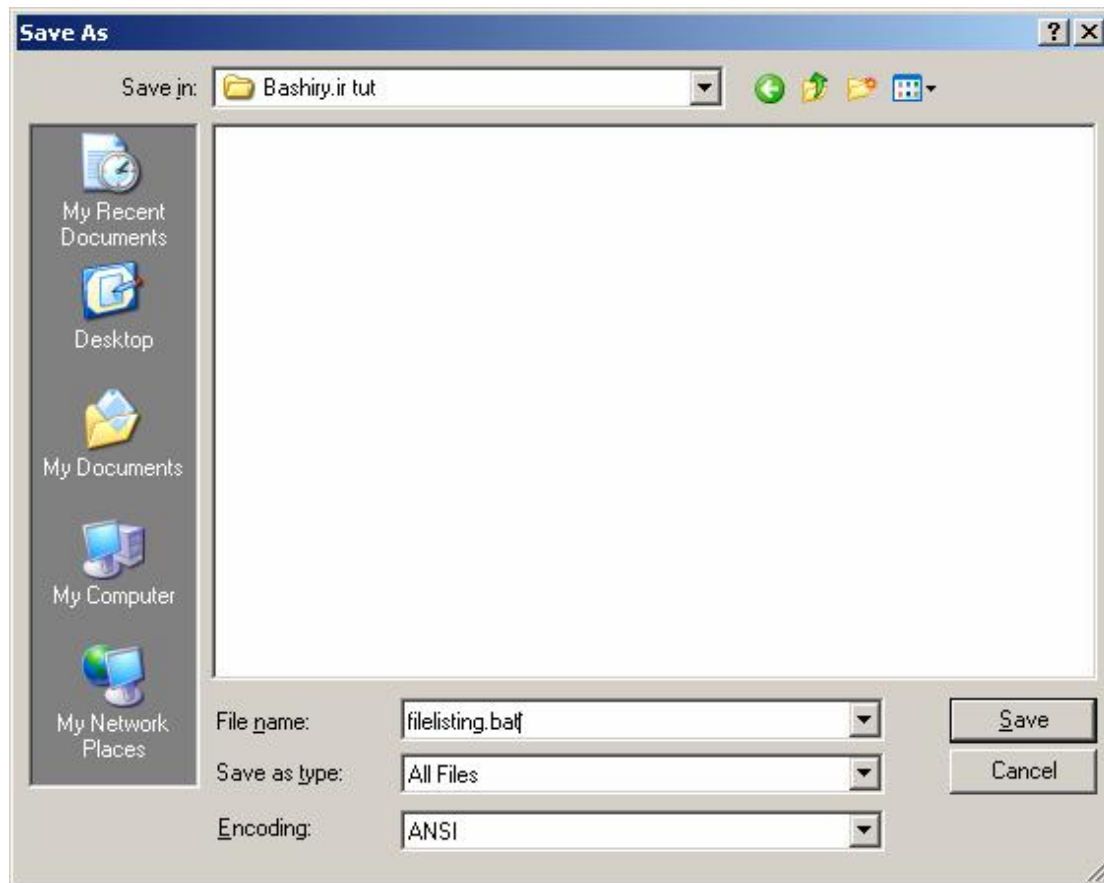 Save As
Save in: Bashiry.ir tut
My Recent
Documents
Desktop
My Documents
My Computer
My Network
Places
File name: filelisting.bat
Save
Save as type: All Files
Cancel
Encoding: ANSI